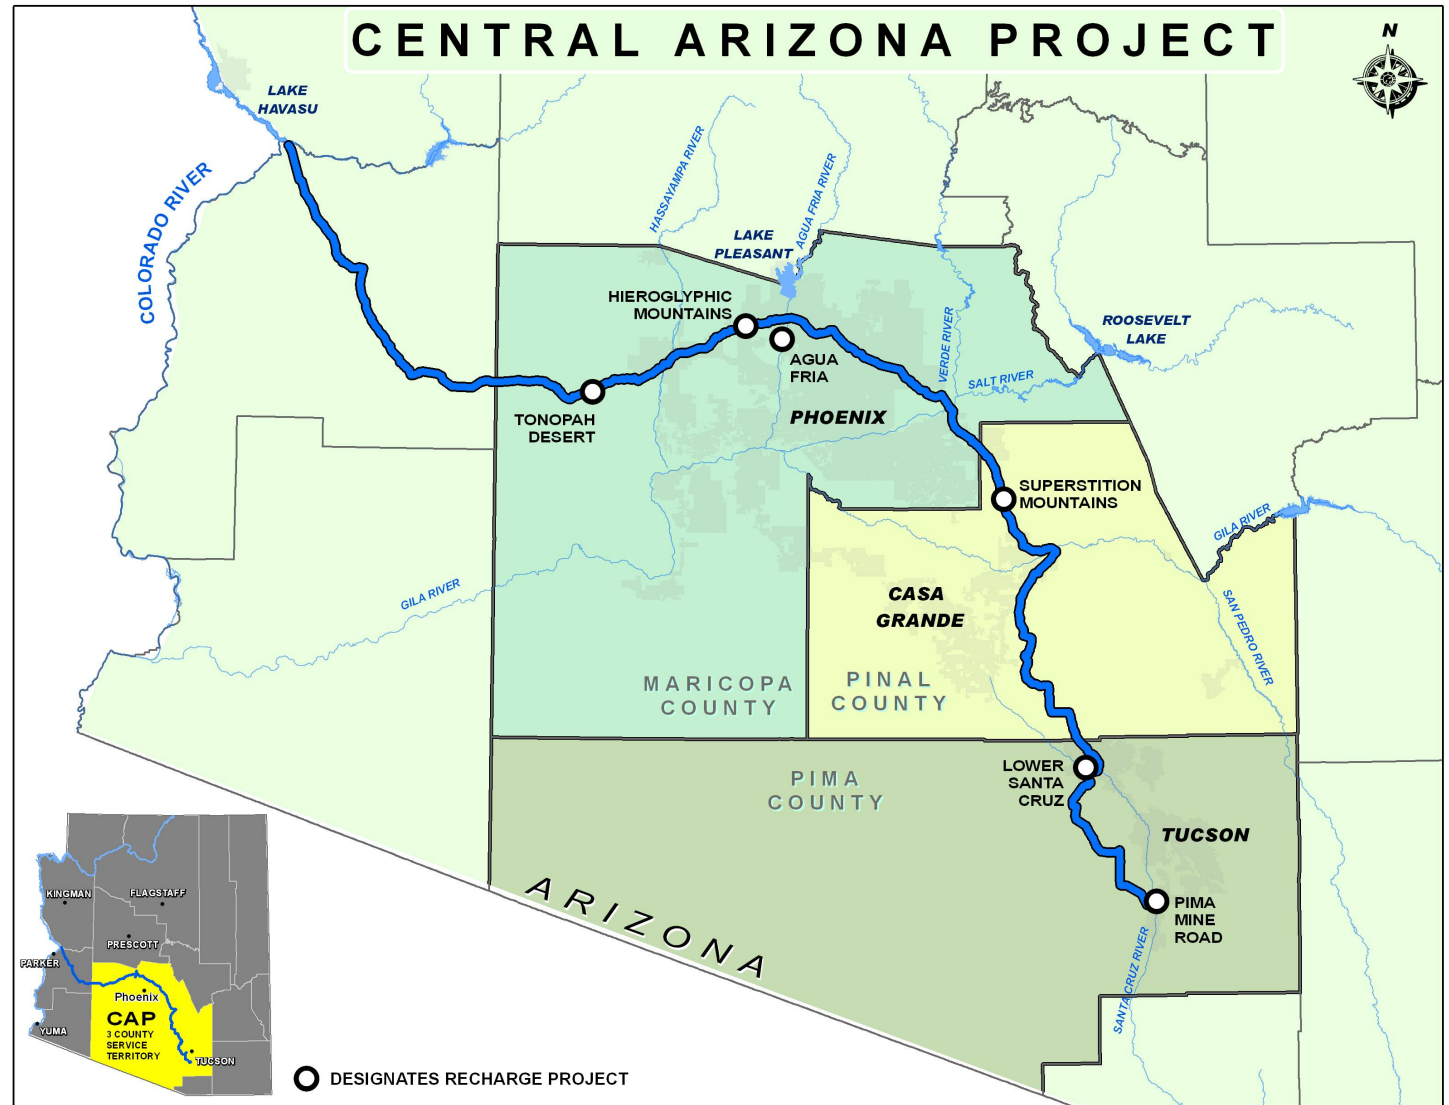 CENTRAL ARIZONA PROJECT
N
LAKE
HAVASU
COLORADO RIVER
HASSAYAMPA RIVER
AGUA FRIA RIVER
LAKE
PLEASANT
HIEROGLYPHIC
MOUNTAINS
AGUA
FRIA
VERDE RIVER
SALT RIVER
ROOSEVELT
LAKE
TONOPAH
DESERT
PHOENIX
SUPERSTITION
MOUNTAINS
GILA RIVER
GILA RIVER
CASA
GRANDE
SAN PEDRO RIVER
MARICOPA
COUNTY
PINAL
COUNTY
PIMA
COUNTY
LOWER
SANTA
CRUZ
TUCSON
ARIZONA
PIMA
MINE
ROAD
SANTA CRUZ RIVER
KINGMAN
FLAGSTAFF
PRESCOTT
PARKER
Phoenix
CAP
3 COUNTY
SERVICE
TERRITORY
YUMA
TUCSON
DESIGNATES RECHARGE PROJECT